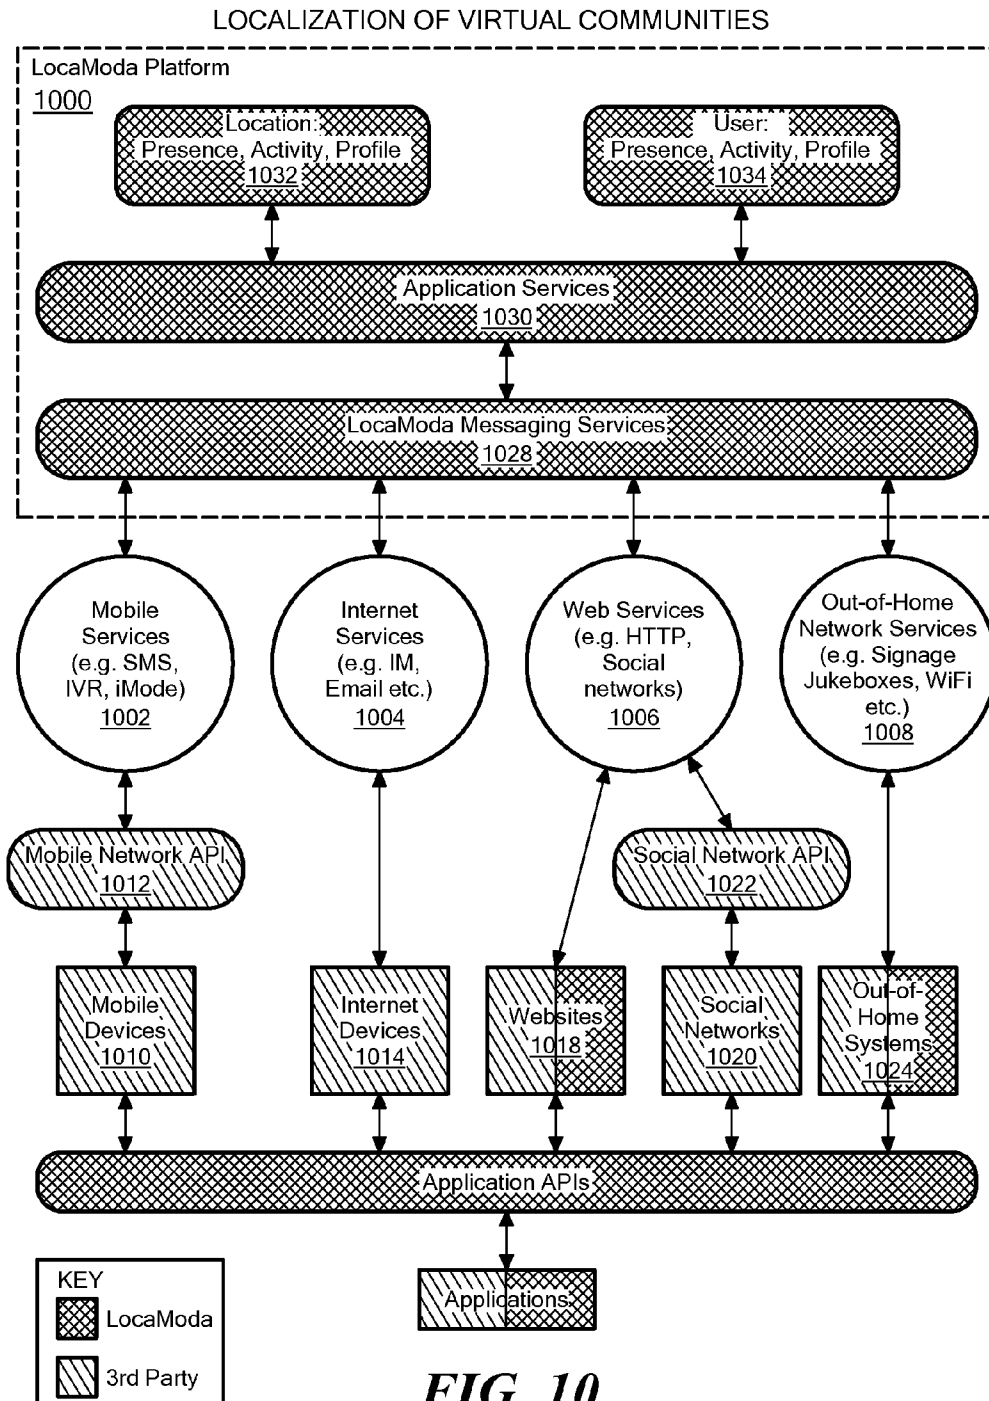 LOCALIZATION OF VIRTUAL COMMUNITIES
LocaModa Platform
1000
Location:
Presence, Activity, Profile
1032
User:
Presence, Activity, Profile
1034
Application Services
1030
LocaModa Messaging Services
1028
Mobile
Services
(e.g. SMS,
IVR, iMode)
1002
Internet
Services
(e.g. IM,
Email etc.)
1004
Web Services
(e.g. HTTP,
Social
networks)
1006
Out-of-Home
Network Services
(e.g. Signage
Jukeboxes, WiFi
etc.)
1008
Mobile Network API
1012
Social Network API
1022
Mobile
Devices
1010
Internet
Devices
1014
Websites
1018
Social
Networks
1020
Out-of-
Home
Systems
1024
Application APIs
Applications
KEY
LocaModa
3rd Party
FIG. 10